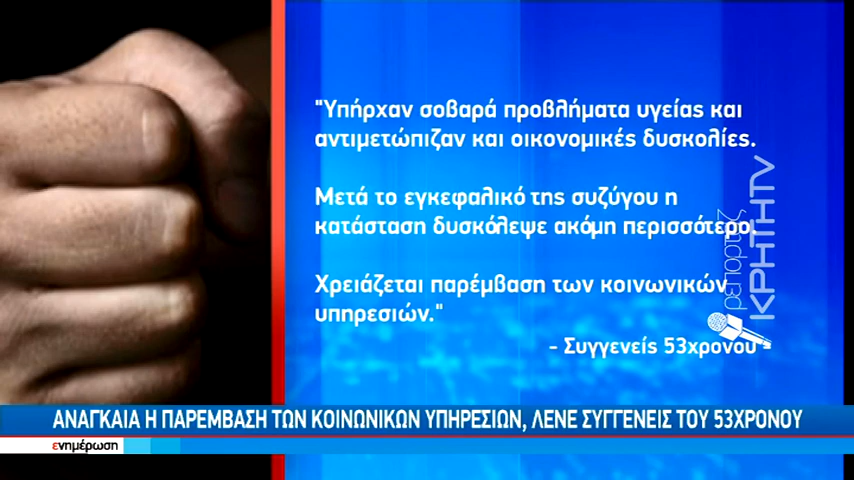 "Υπήρχαν σοβαρά προβλήματα υγείας και
αντιμετώπιζαν και οικονομικές δυσκολίες.
Μετά το εγκεφαλικό της συζύγου η
κατάσταση δυσκόλεψε ακόμη περισσότερο.
Χρειάζεται παρέμβαση των κοινωνικών
υπηρεσιών."
- Συγγενείς 53χρονου -
ρεπορτάζ
ΚΡΗΤΗTV
ΑΝΑΓΚΑΙΑ Η ΠΑΡΕΜΒΑΣΗ ΤΩΝ ΚΟΙΝΩΝΙΚΩΝ ΥΠΗΡΕΣΙΩΝ, ΛΕΝΕ ΣΥΓΓΕΝΕΙΣ ΤΟΥ 53ΧΡΟΝΟΥ
ενημέρωση